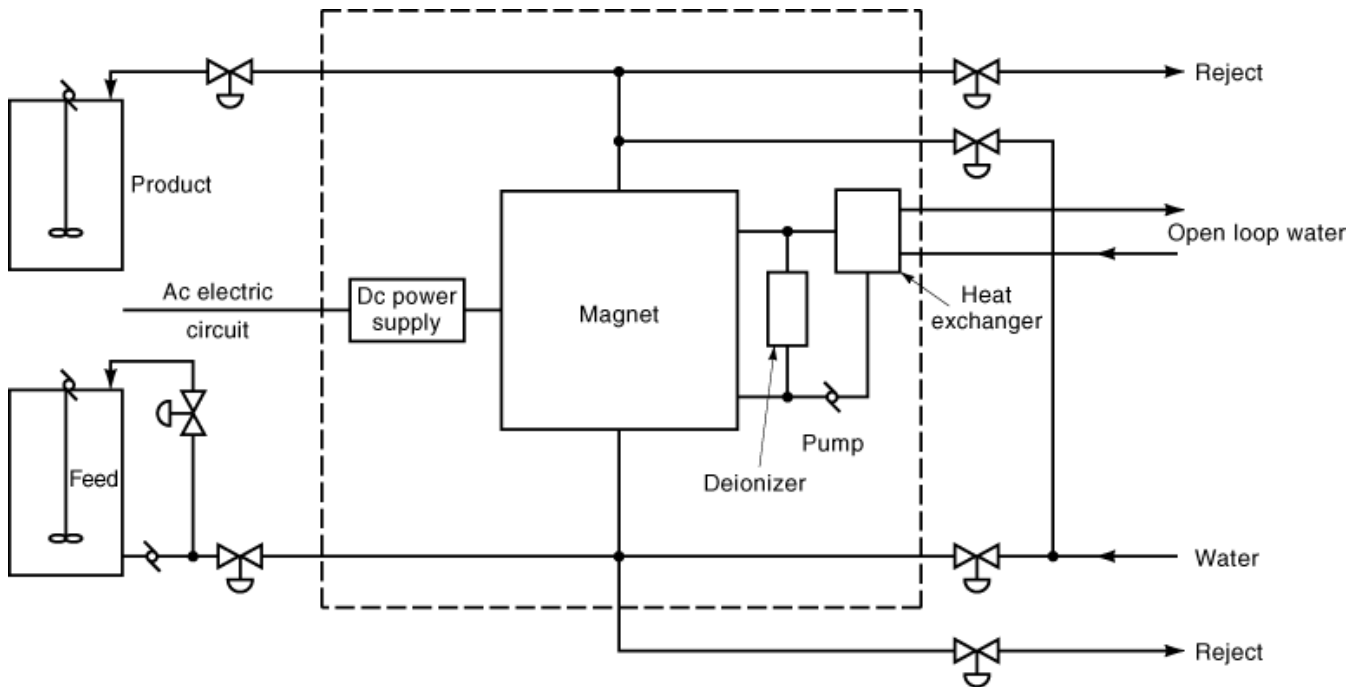 Reject
Product
Open loop water
Ac electric
circuit
Dc power
supply
Magnet
Heat
exchanger
Pump
Feed
Deionizer
Water
Reject